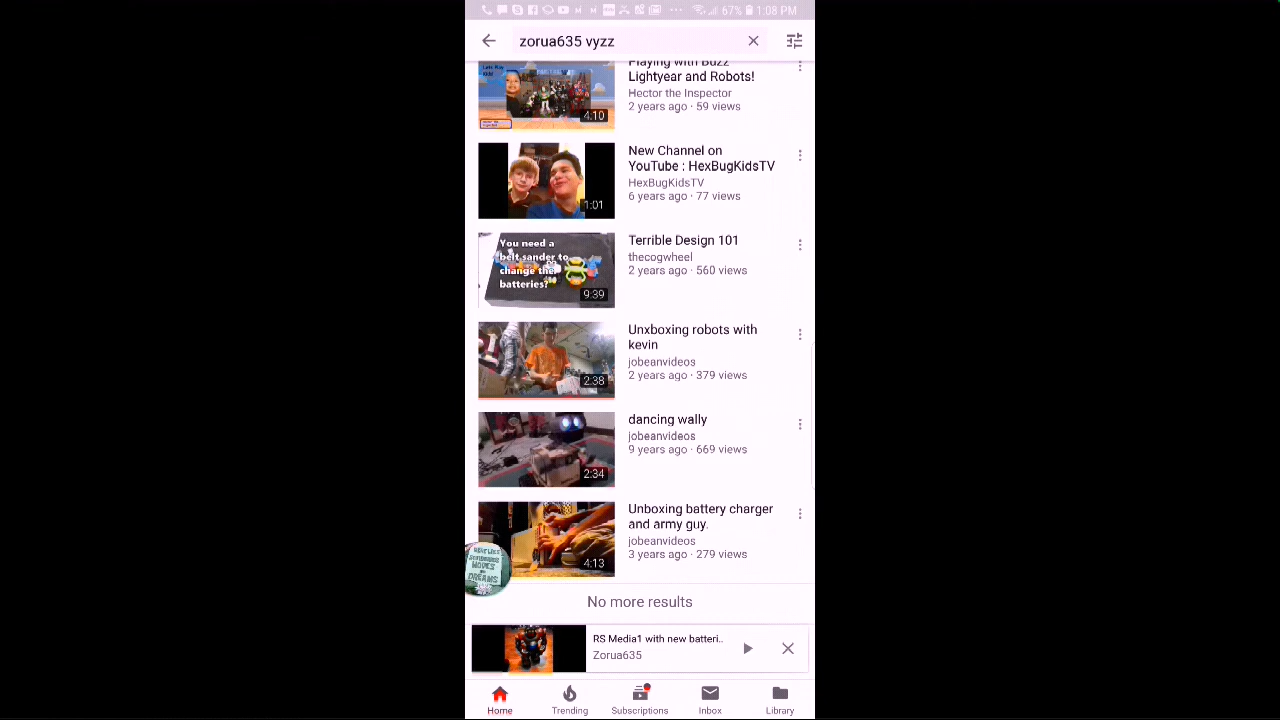 67% 1:08 PM
zorua635 vyzz
Playing with Buzz
Lightyear and Robots!
Hector the Inspector
2 years ago · 59 views
4:10
New Channel on
YouTube : HexBugKidsTV
HexBugKidsTV
6 years ago · 77 views
1:01
You need a
belt sander to
change the
batteries?
9:39
Terrible Design 101
thecogwheel
2 years ago · 560 views
Unxboxing robots with
kevin
jobeanvideos
2 years ago · 379 views
2:38
dancing wally
jobeanvideos
9 years ago · 669 views
2:34
Unboxing battery charger
and army guy.
jobeanvideos
3 years ago · 279 views
4:13
MOVES
DREAMS
No more results
RS Media1 with new batteri..
Zorua635
Home
Trending
Subscriptions
Inbox
Library